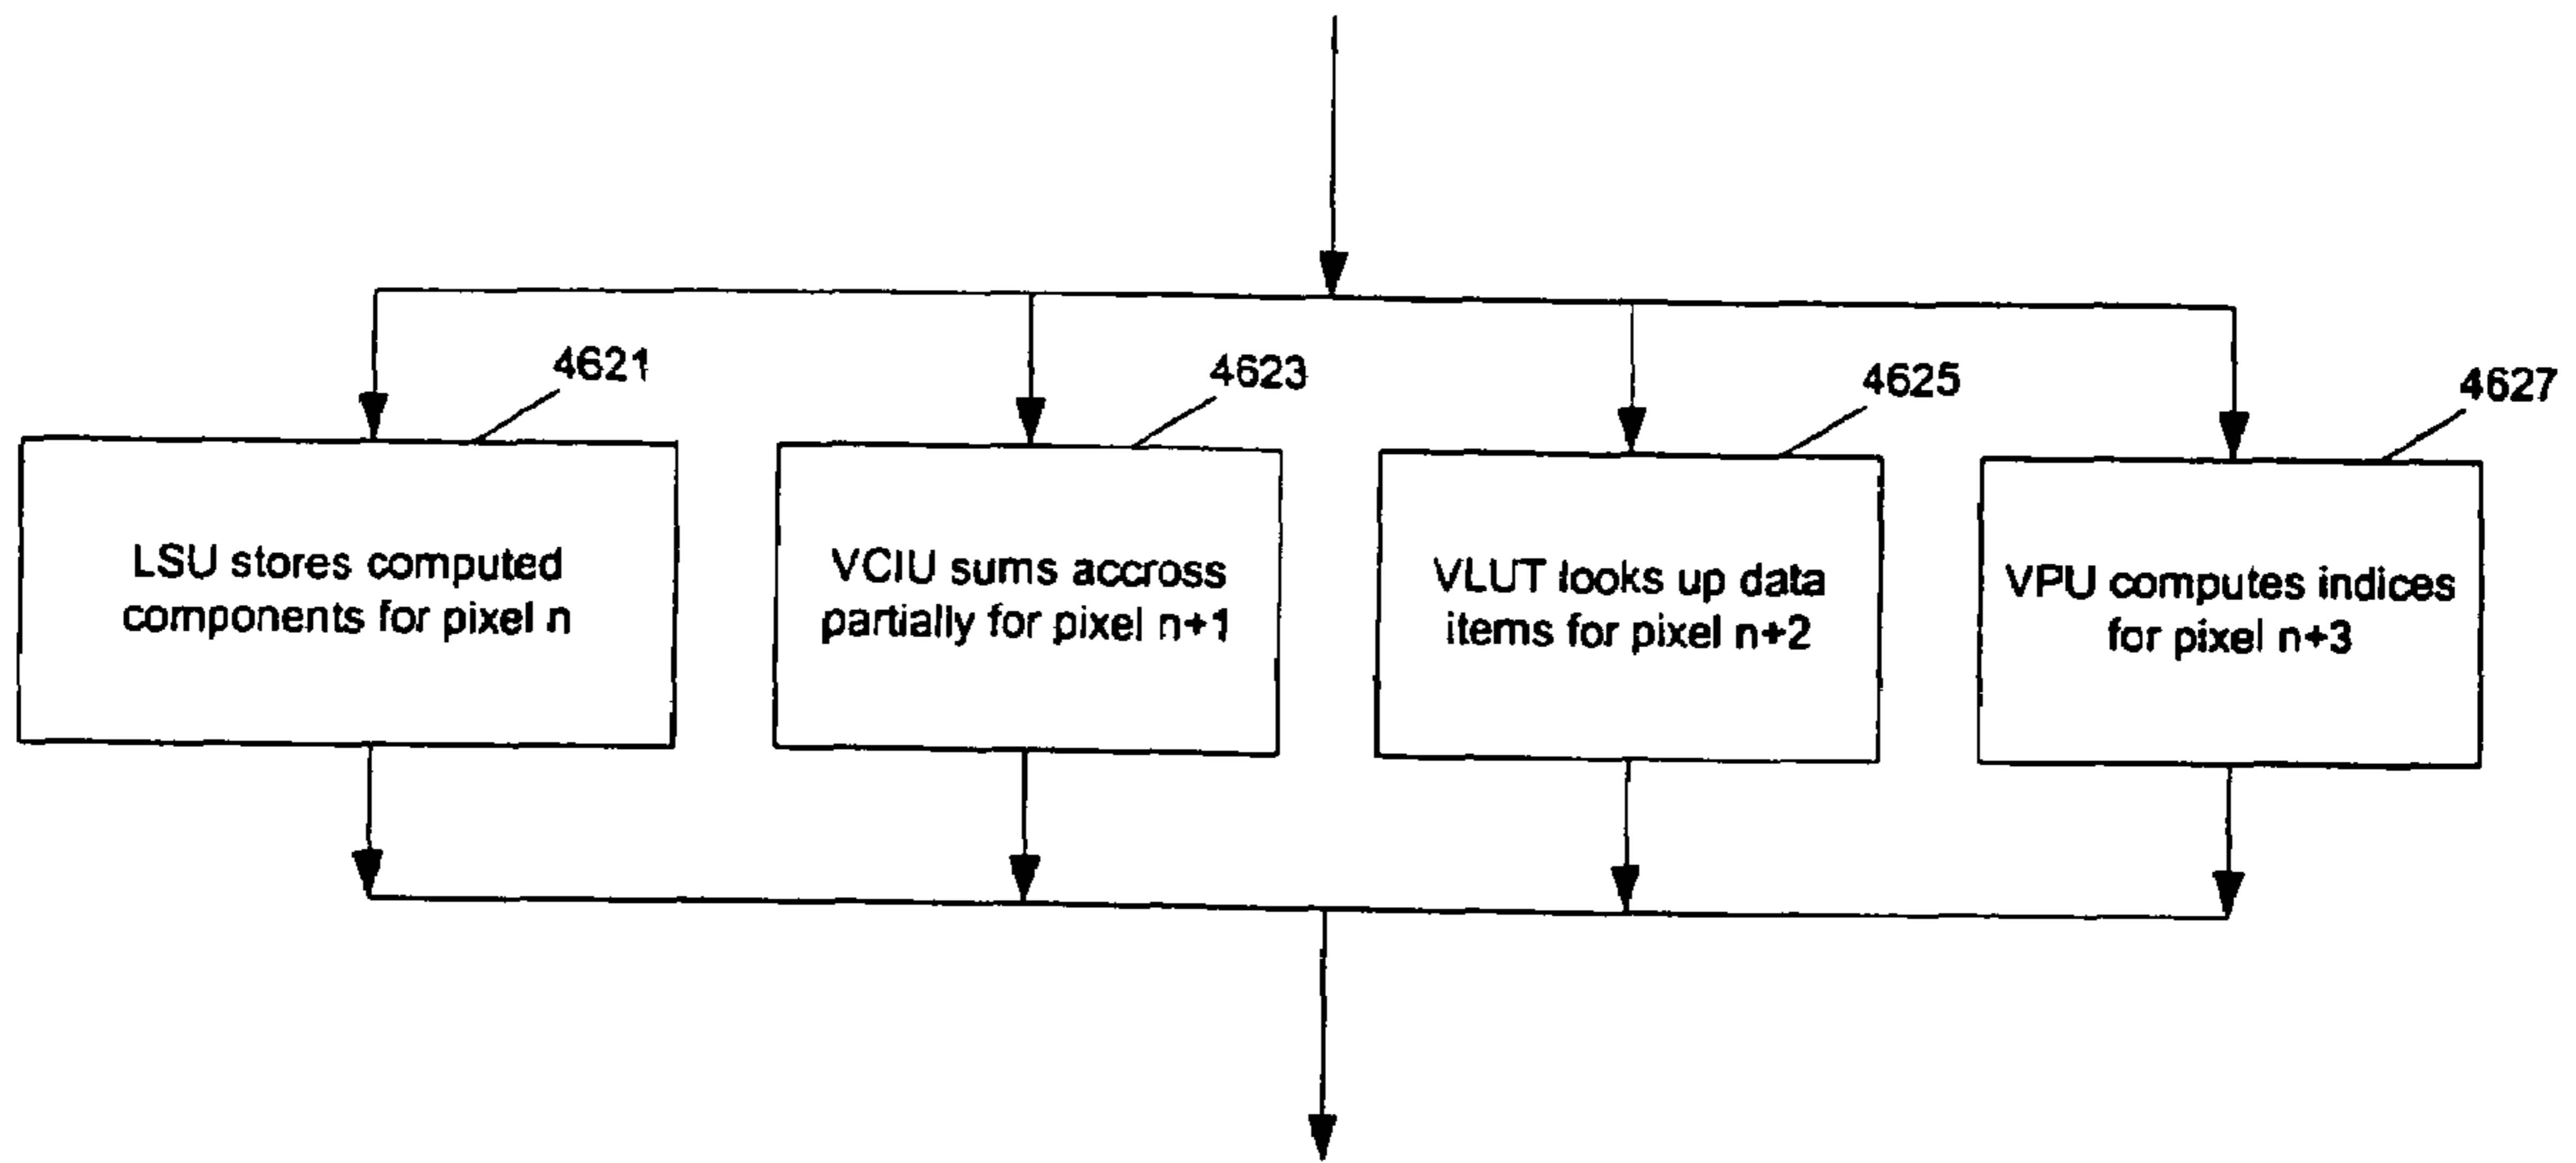 4621
4623
4625
4627
LSU stores computed
components for pixel n
VCIU sums accross
partially for pixel n+1
VLUT looks up data
items for pixel n+2
VPU computes indices
for pixel n+3